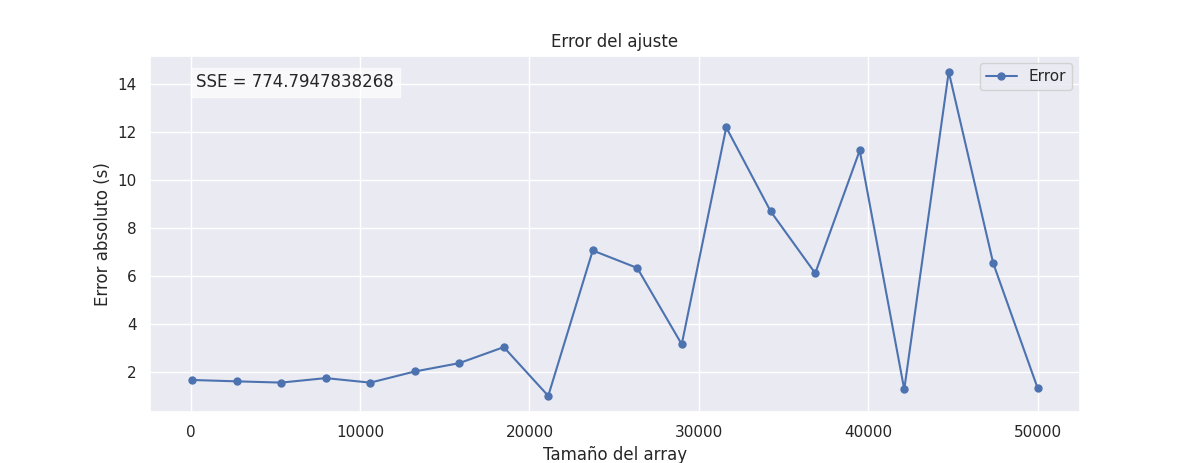 Error del ajuste
SSE = 774.7947838268
Error
Error absoluto (s)
14
12
10
8
6
4
2
0 10000 20000 30000 40000 50000
Tamaño del array